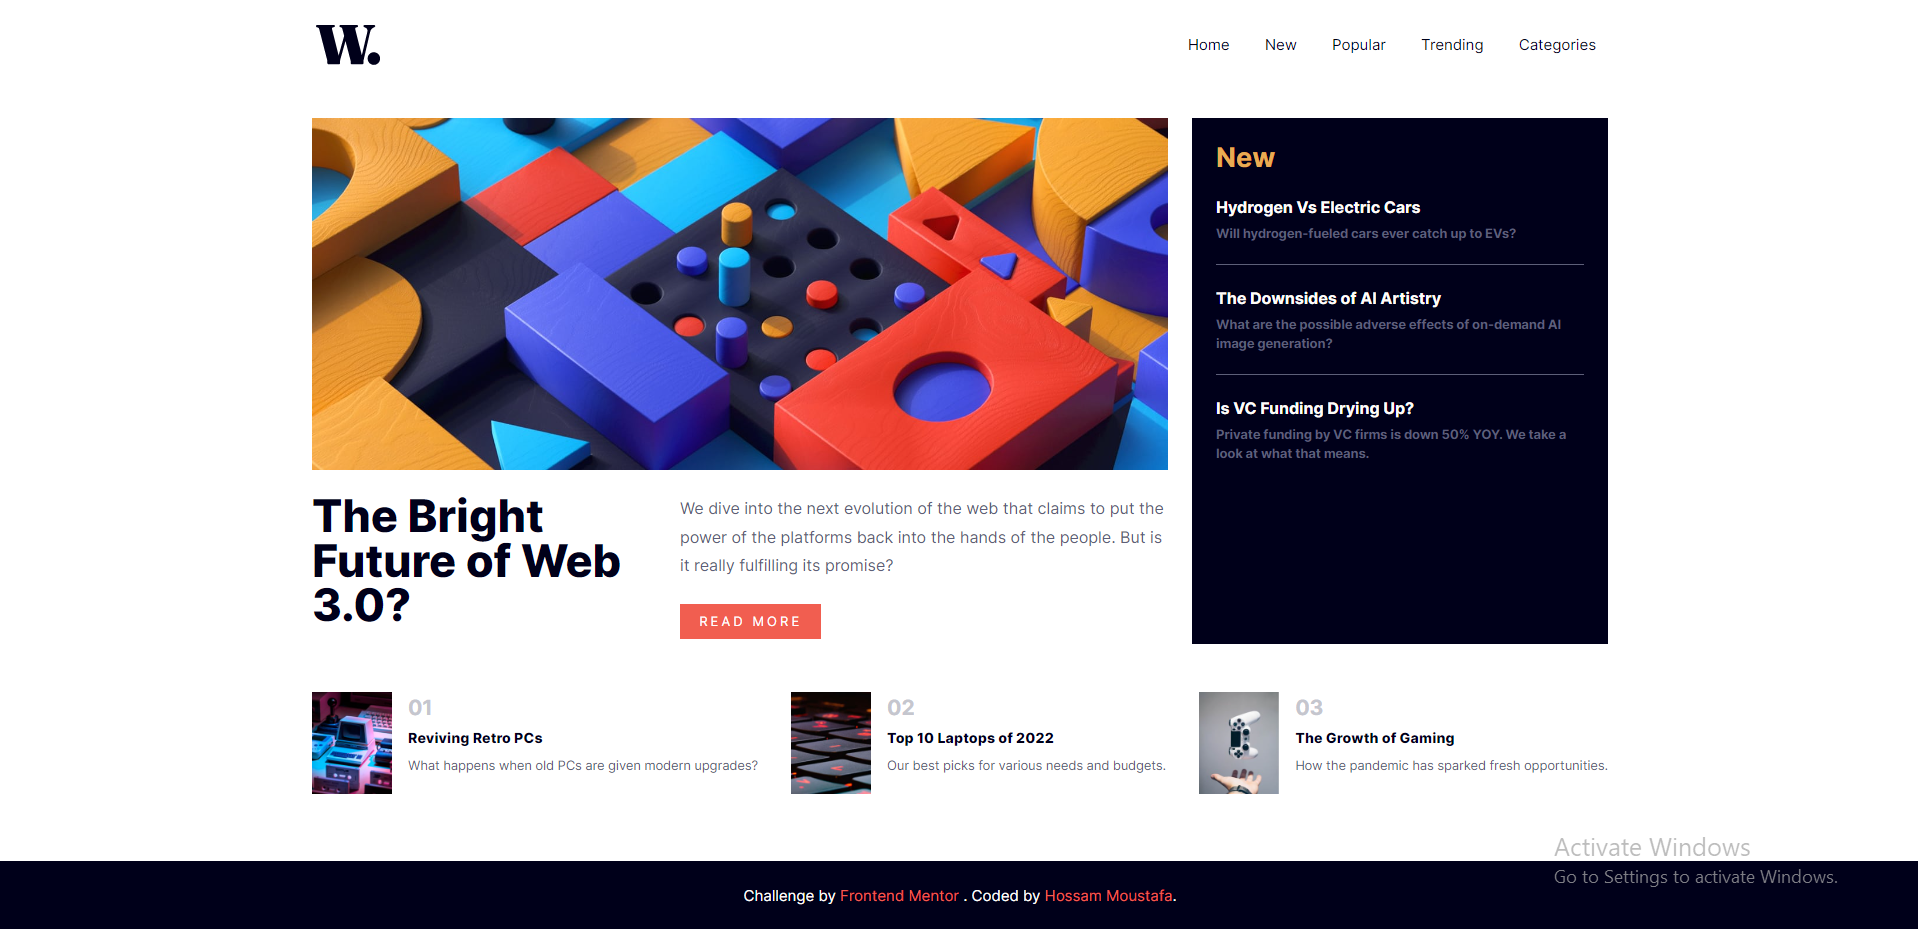 W.
Home New Popular Trending Categories
New
Hydrogen Vs Electric Cars
Will hydrogen-fueled cars ever catch up to EVs?
The Downsides of AI Artistry
What are the possible adverse effects of on-demand AI
image generation?
Is VC Funding Drying Up?
Private funding by VC firms is down 50% YOY. We take a
look at what that means.
The Bright
Future of Web
3.0?
We dive into the next evolution of the web that claims to put the
power of the platforms back into the hands of the people. But is
it really fulfilling its promise?
READ MORE
01
Reviving Retro PCs
What happens when old PCs are given modern upgrades?
02
Top 10 Laptops of 2022
Our best picks for various needs and budgets.
03
The Growth of Gaming
How the pandemic has sparked fresh opportunities.
Activate Windows
Go to Settings to activate Windows.
Challenge by Frontend Mentor . Coded by Hossam Moustafa.